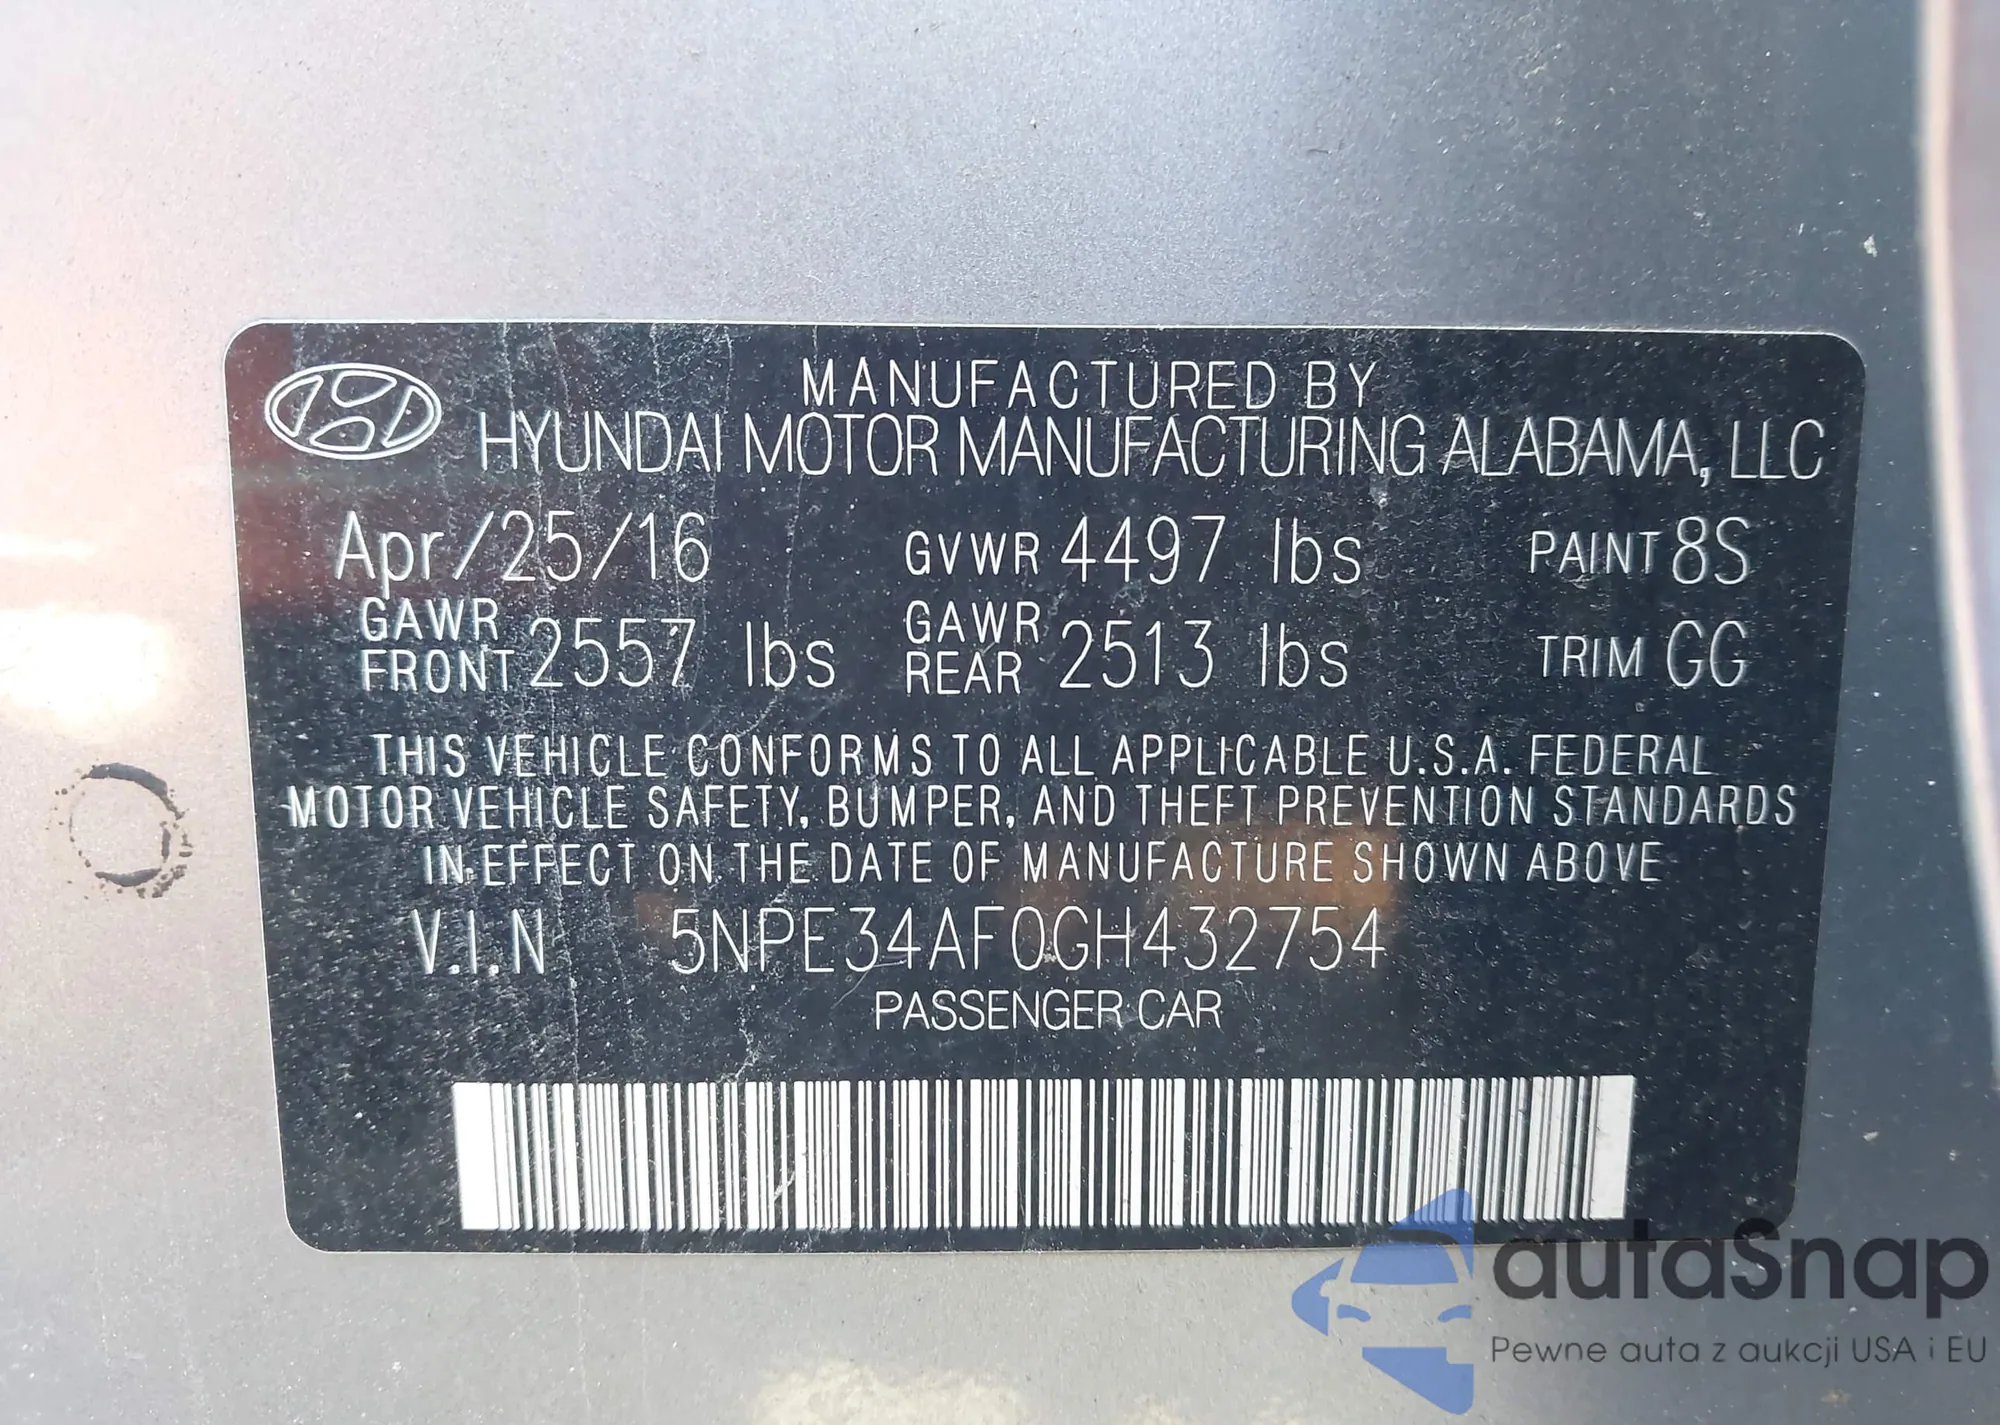 MANUFACTURED BY
HYUNDAI MOTOR MANUFACTURING ALABAMA, LLC
Apr/25/16 GVWR 4497 lbs PAINT 8S
GAWR FRONT 2557 lbs GAWR REAR 2513 lbs TRIM GG
THIS VEHICLE CONFORMS TO ALL APPLICABLE U.S.A. FEDERAL
MOTOR VEHICLE SAFETY, BUMPER, AND THEFT PREVENTION STANDARDS
IN EFFECT ON THE DATE OF MANUFACTURE SHOWN ABOVE
V.I.N 5NPE34AF0GH432754
PASSENGER CAR
autaSnap
Pewne auta z aukcji USA i EU